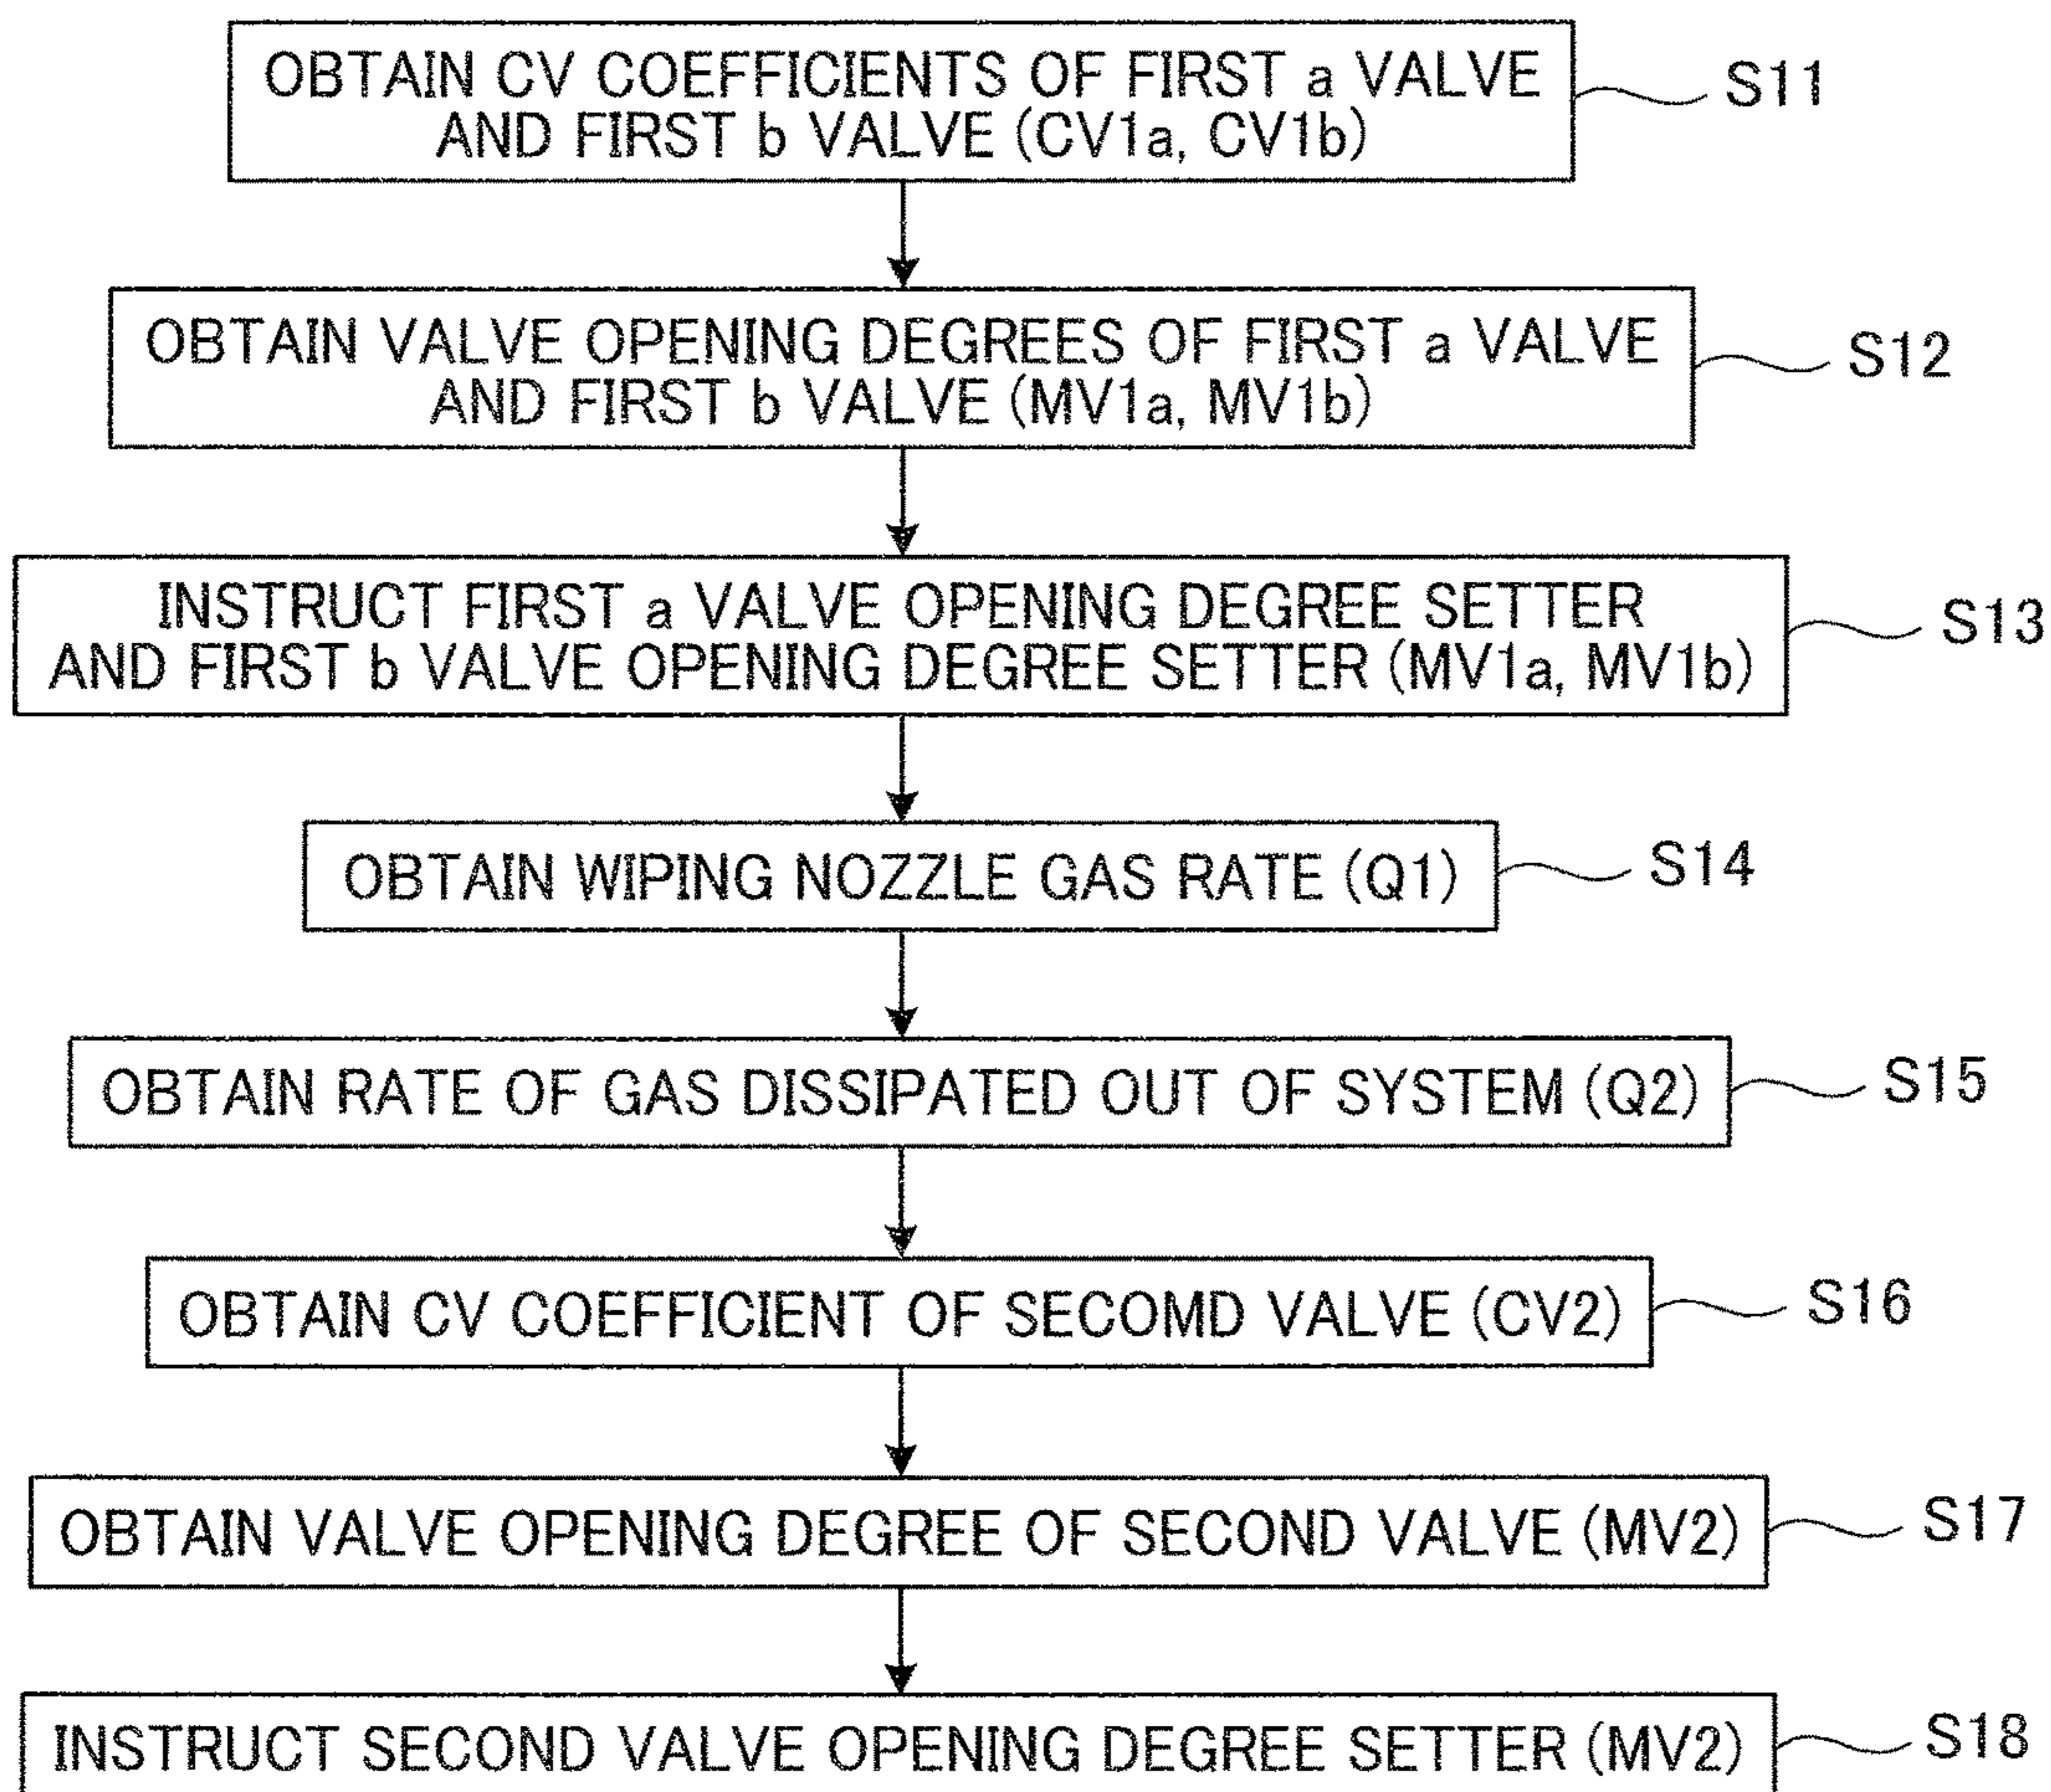 OBTAIN CV COEFFICIENTS OF FIRST a VALVE
AND FIRST b VALVE (CV1a, CV1b)
S11
OBTAIN VALVE OPENING DEGREES OF FIRST a VALVE
AND FIRST b VALVE (MV1a, MV1b)
S12
INSTRUCT FIRST a VALVE OPENING DEGREE SETTER
AND FIRST b VALVE OPENING DEGREE SETTER (MV1a, MV1b)
S13
OBTAIN WIPING NOZZLE GAS RATE (Q1)
S14
OBTAIN RATE OF GAS DISSIPATED OUT OF SYSTEM (Q2)
S15
OBTAIN CV COEFFICIENT OF SECOMD VALVE (CV2)
S16
OBTAIN VALVE OPENING DEGREE OF SECOND VALVE (MV2)
S17
INSTRUCT SECOND VALVE OPENING DEGREE SETTER (MV2)
S18